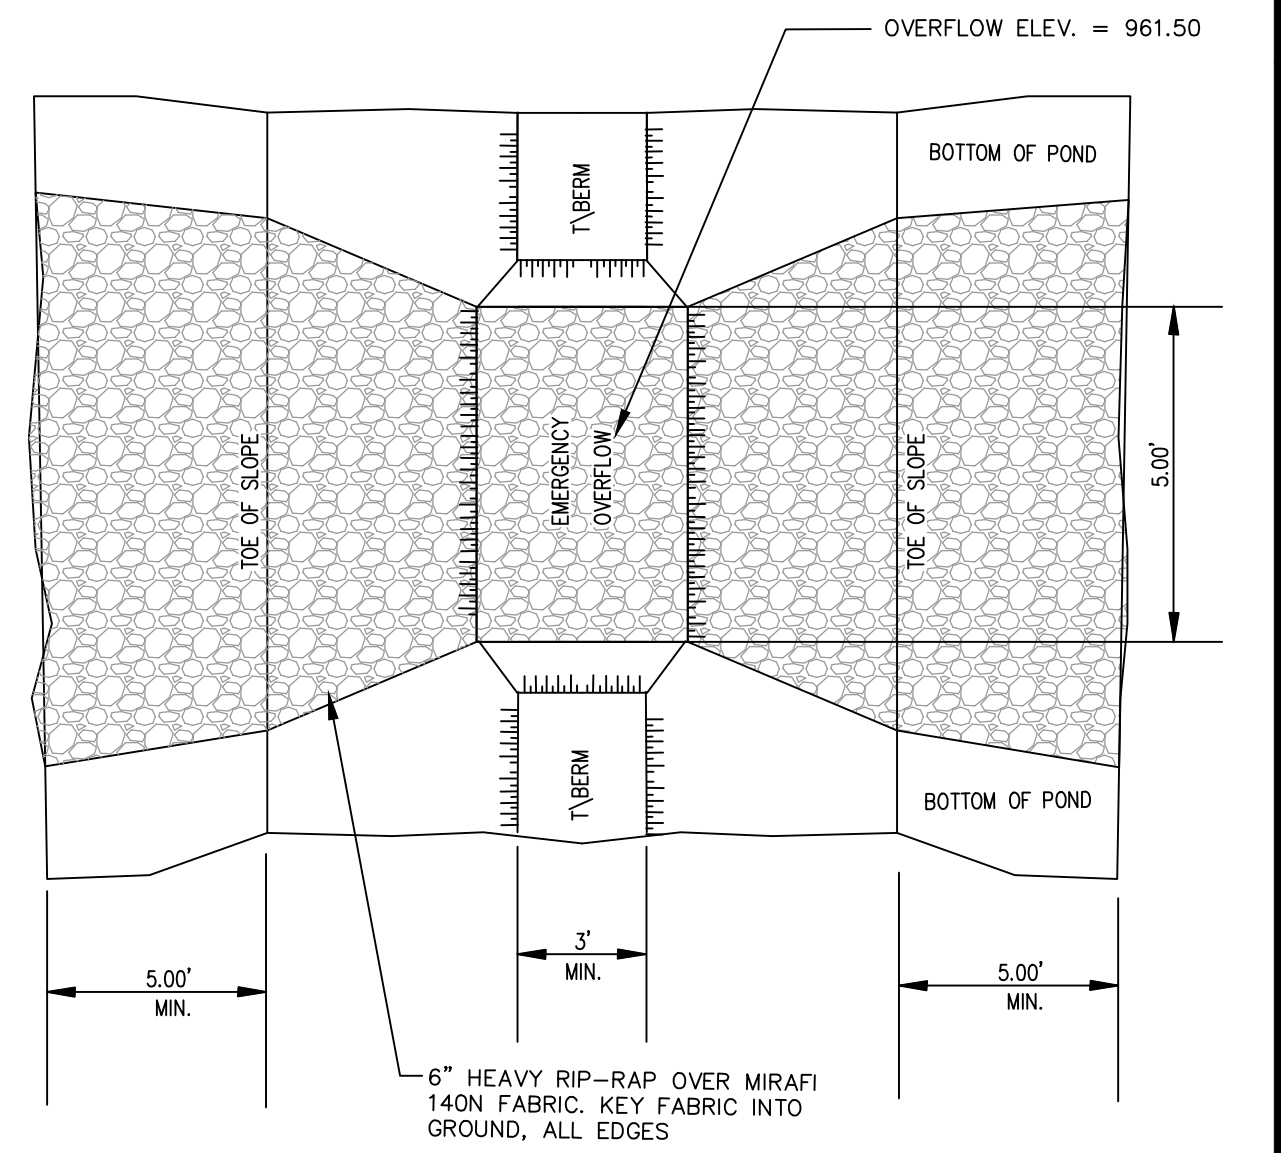 OVERFLOW ELEV. = 961.50
BOTTOM OF POND
T\BERM
EMERGENCY
OVERFLOW
TOE OF SLOPE
TOE OF SLOPE
5.00'
T\BERM
BOTTOM OF POND
3'
MIN.
5.00'
MIN.
5.00'
MIN.
6” HEAVY RIP-RAP OVER MIRAFI
140N FABRIC. KEY FABRIC INTO
GROUND, ALL EDGES